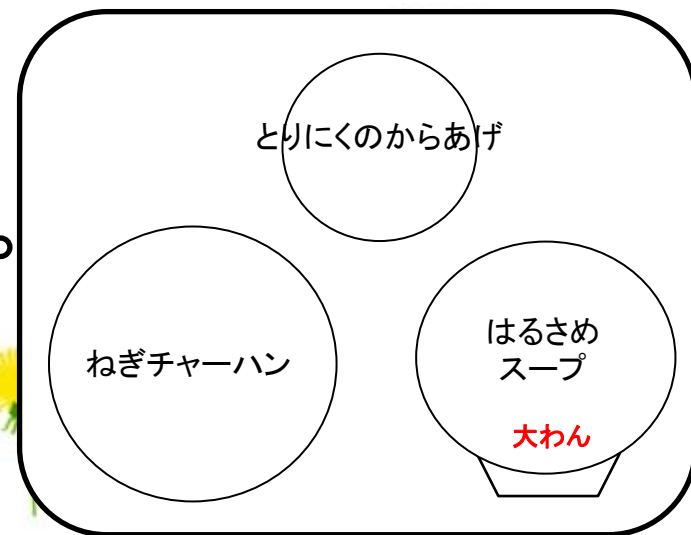 とりにくのからあげ
ねぎチャーハン
はるさめ
スープ
大わん